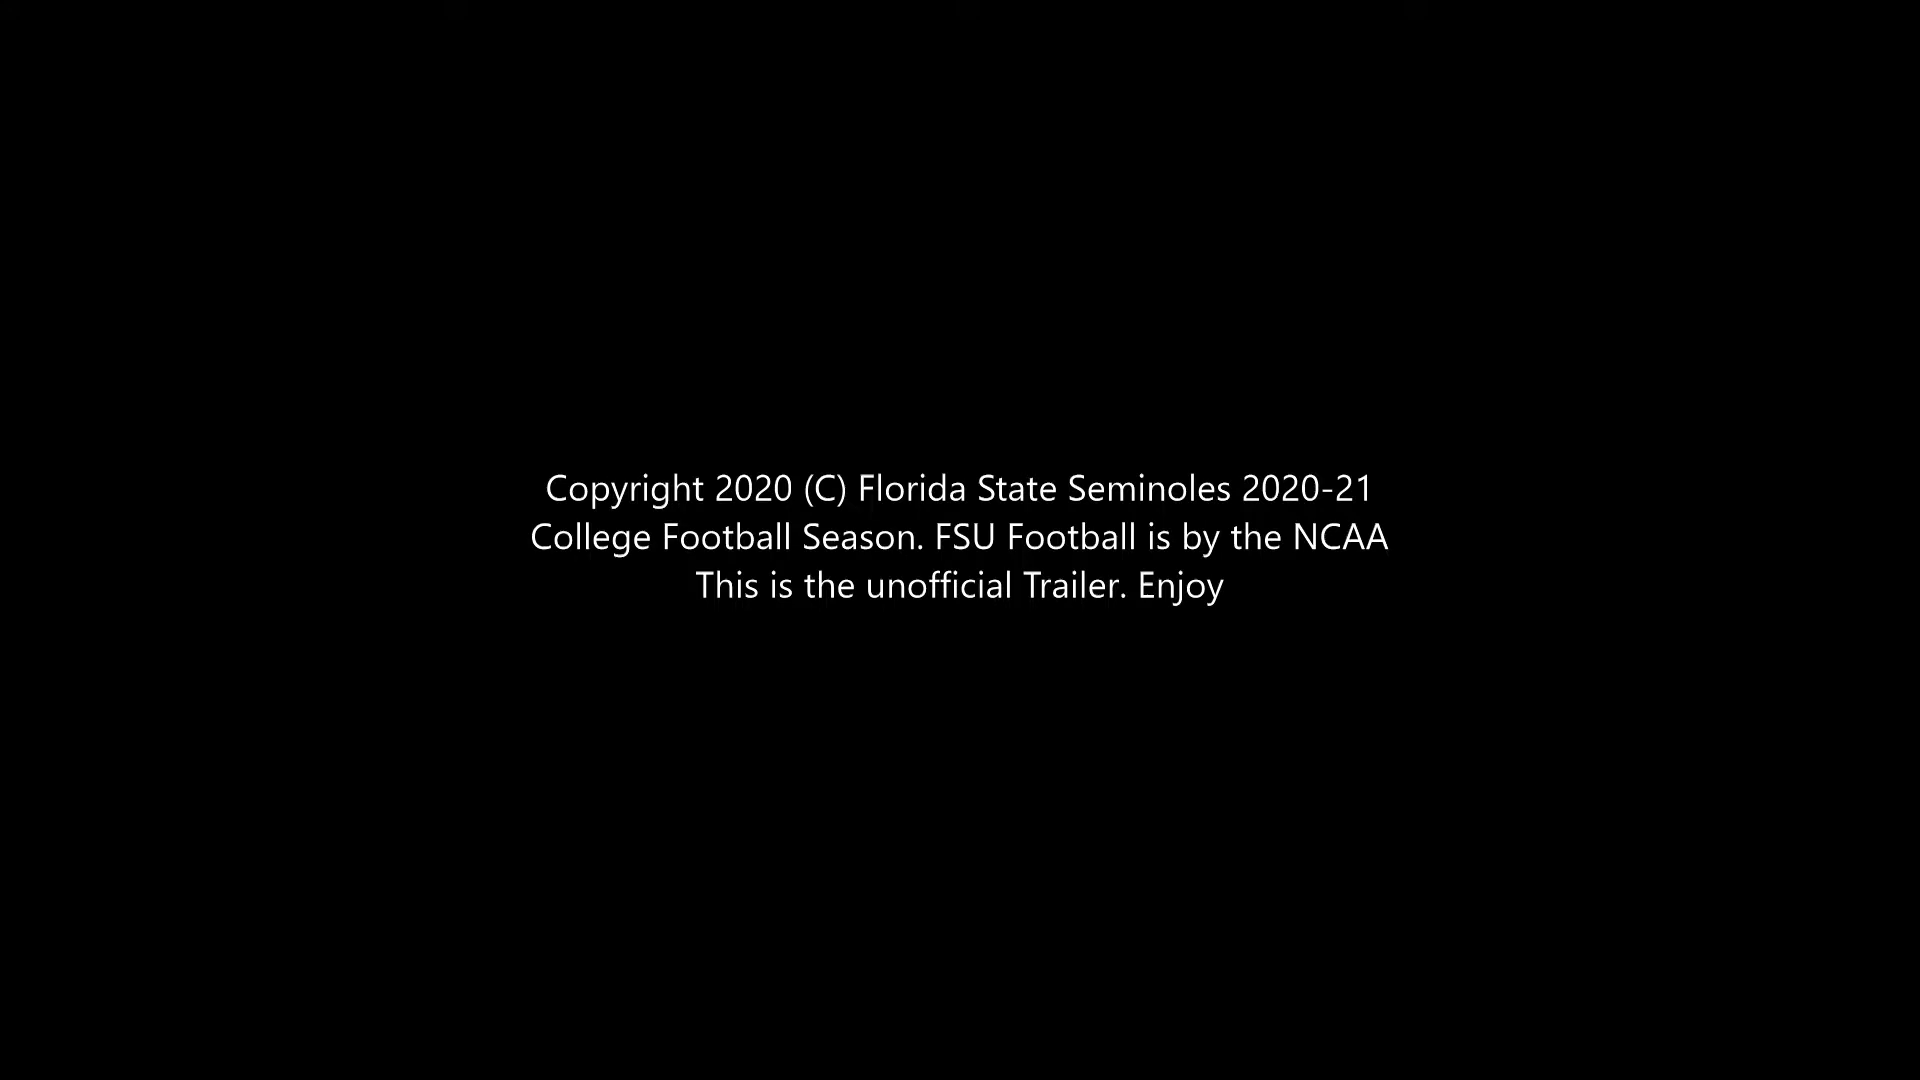 Copyright 2020 (C) Florida State Seminoles 2020-21
College Football Season. FSU Football is by the NCAA
This is the unofficial Trailer. Enjoy